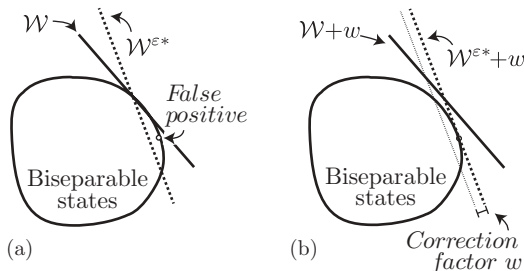 𝒲
𝒲^ε*
False
positive
Biseparable
states
(a)
𝒲+w
𝒲^ε*+w
Biseparable
states
(b)
Correction
factor w